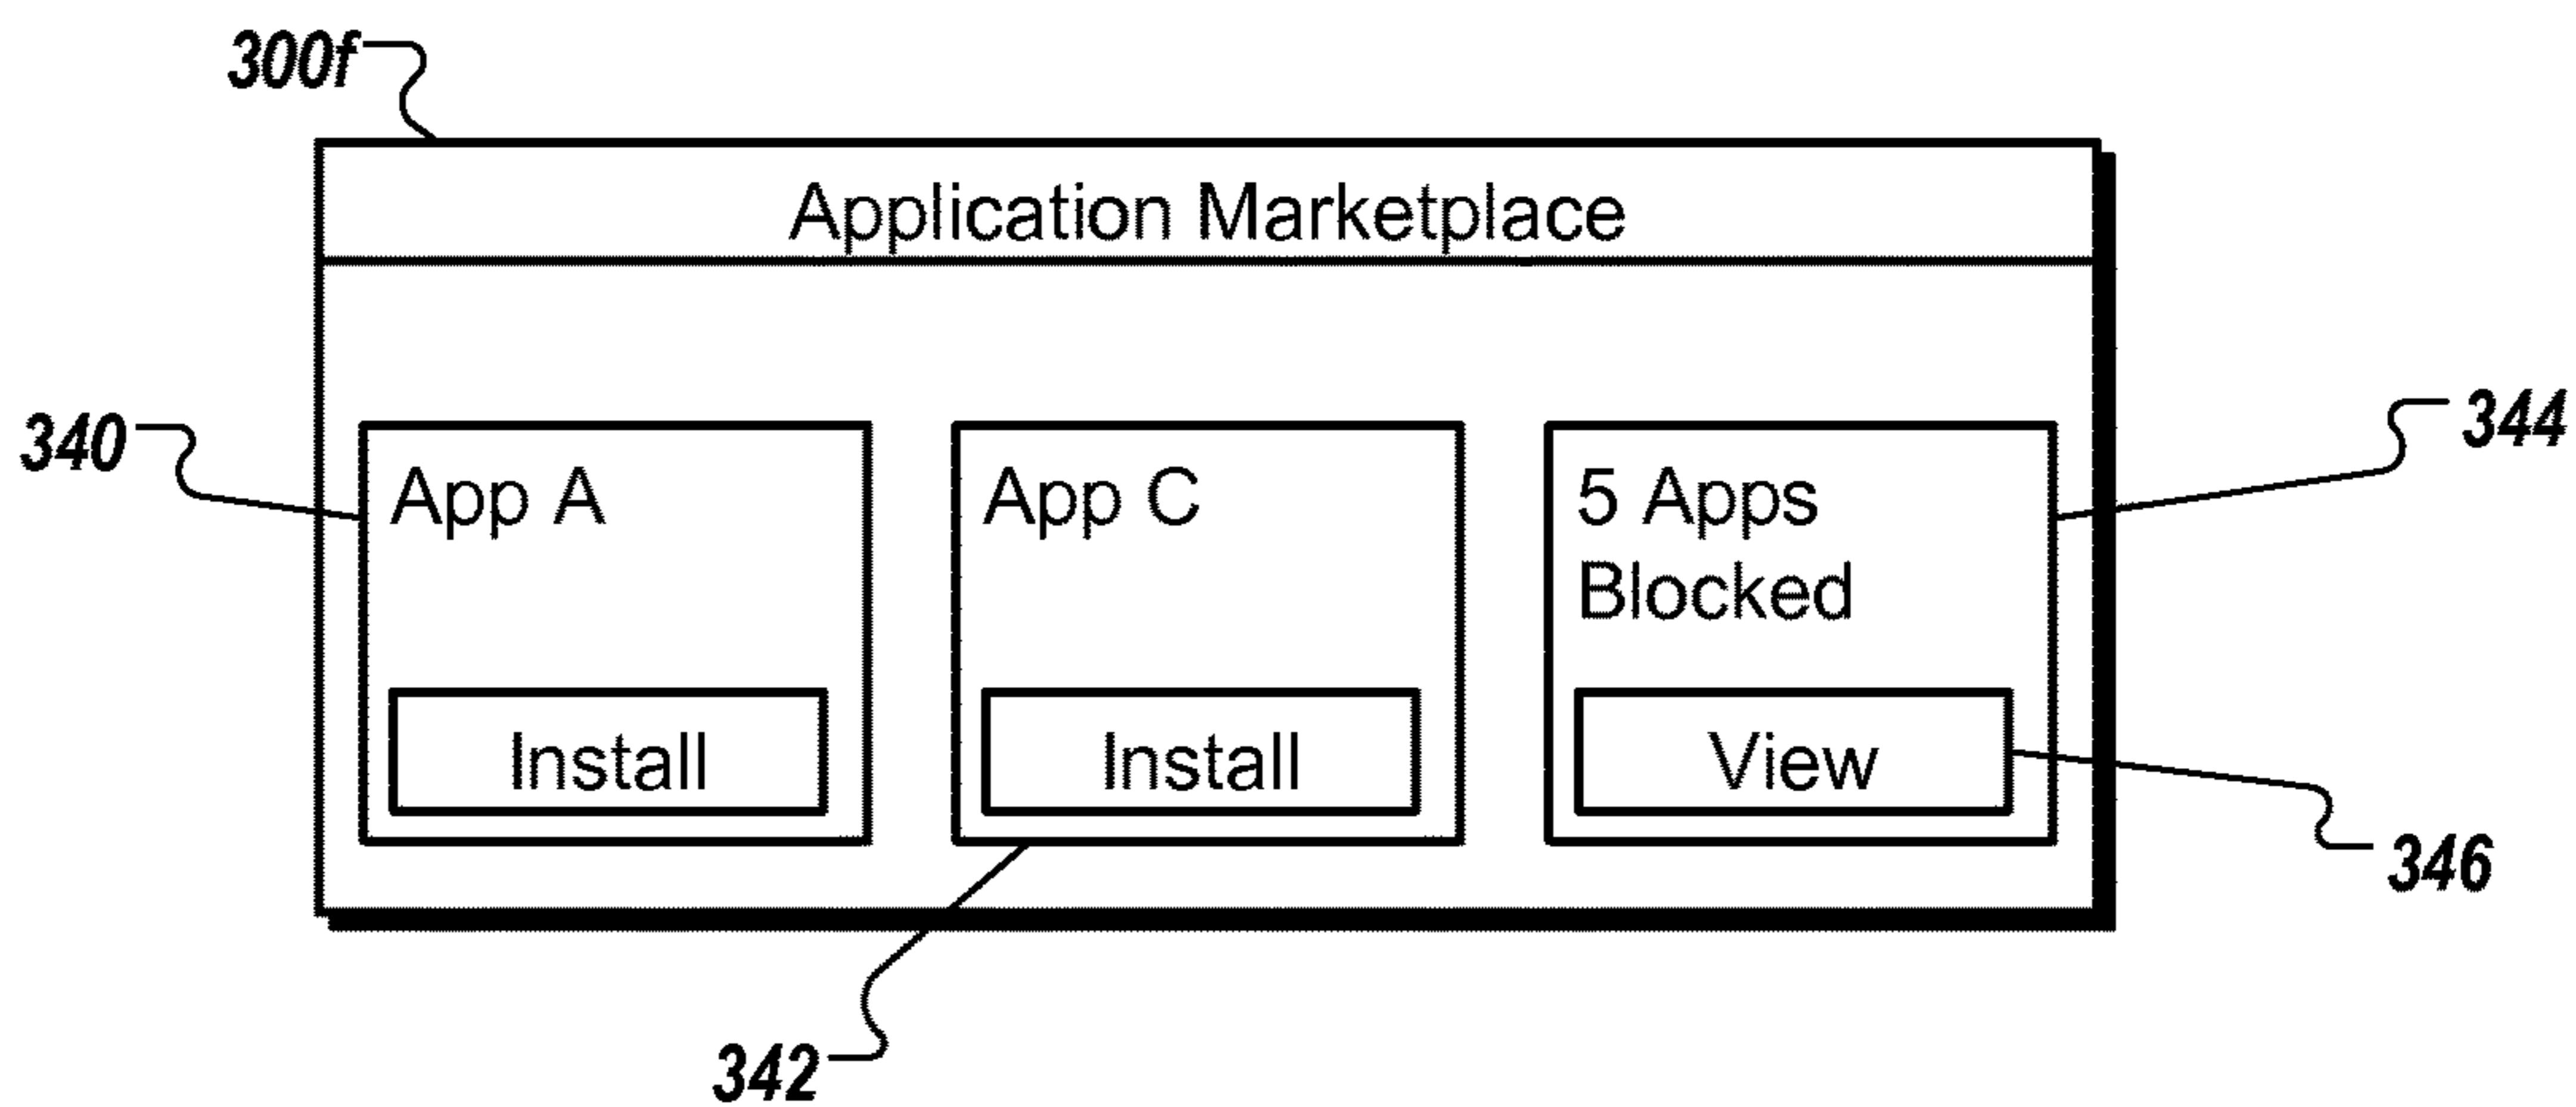 300f
Application Marketplace
340
App A
Install
App C
Install
5 Apps
Blocked
View
344
346
342